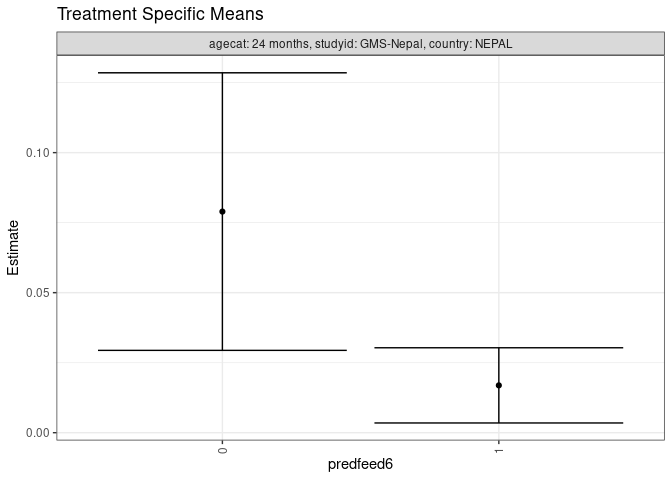 Treatment Specific Means
agecat: 24 months, studyid: GMS-Nepal, country: NEPAL
0.10
0.05
0.00
Estimate
0
1
predfeed6